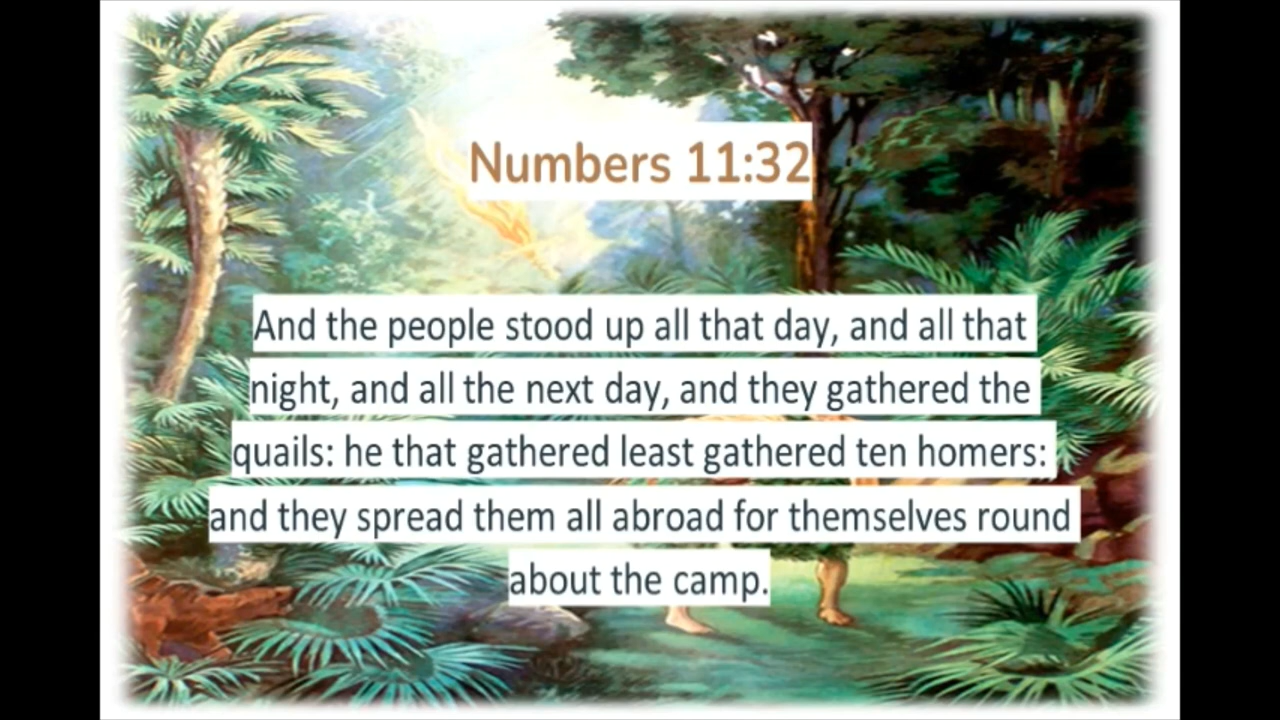 Numbers 11:32
And the people stood up all that day, and all that
night, and all the next day, and they gathered the
quails: he that gathered least gathered ten homers:
and they spread them all abroad for themselves round
about the camp.